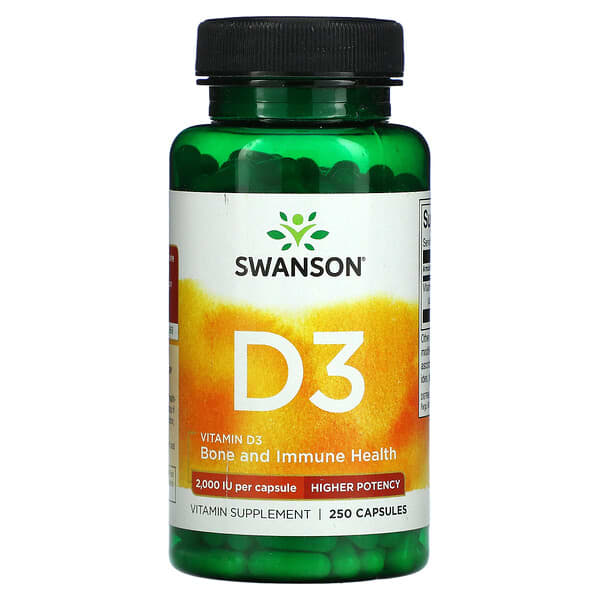 SWANSON®
D3
VITAMIN D3
Bone and Immune Health
2,000 IU per capsule HIGHER POTENCY
VITAMIN SUPPLEMENT | 250 CAPSULES